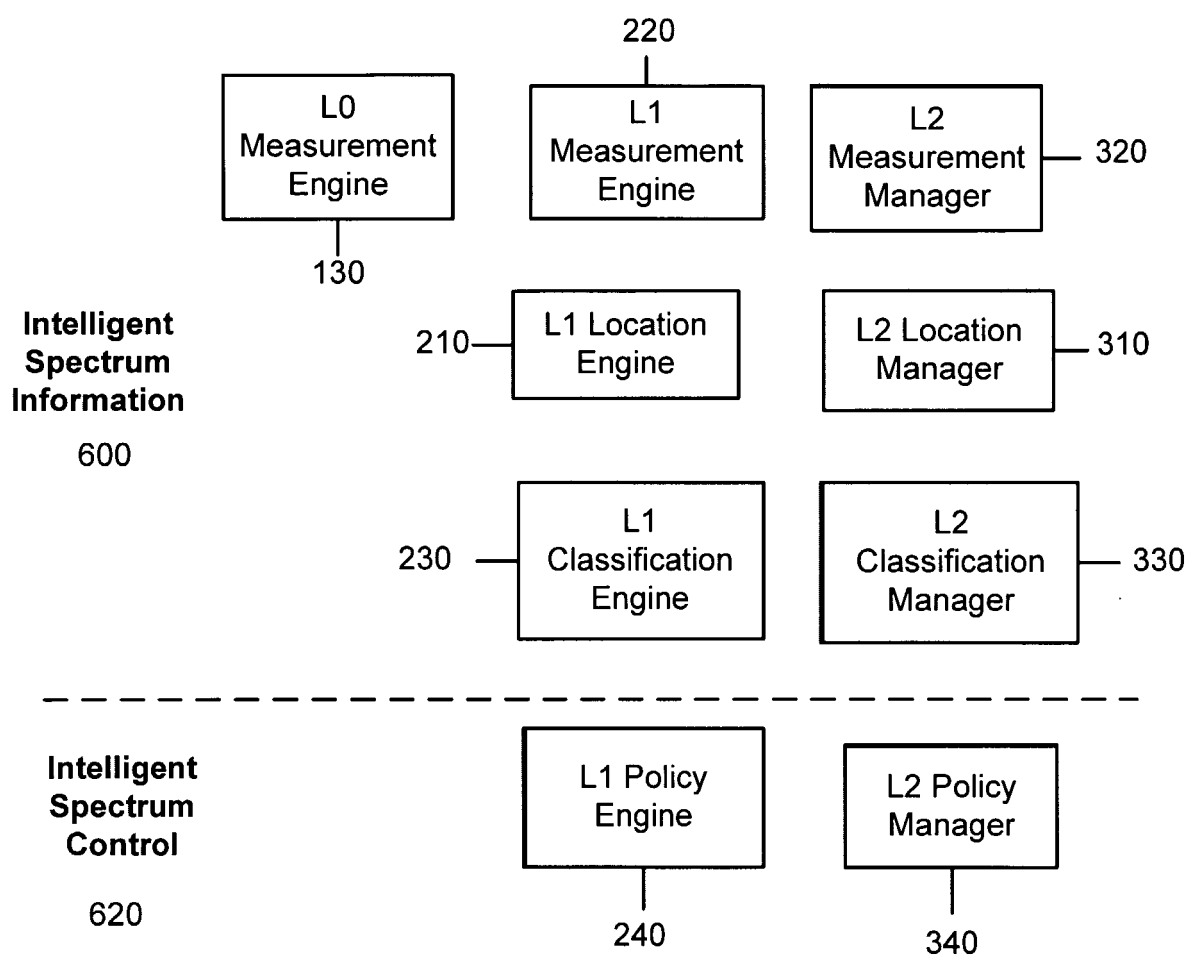 220
L0
Measurement
Engine
130
L1
Measurement
Engine
L2
Measurement
Manager
320
Intelligent
Spectrum
Information
600
210
L1 Location
Engine
L2 Location
Manager
310
230
L1
Classification
Engine
L2
Classification
Manager
330
Intelligent
Spectrum
Control
620
L1 Policy
Engine
240
L2 Policy
Manager
340